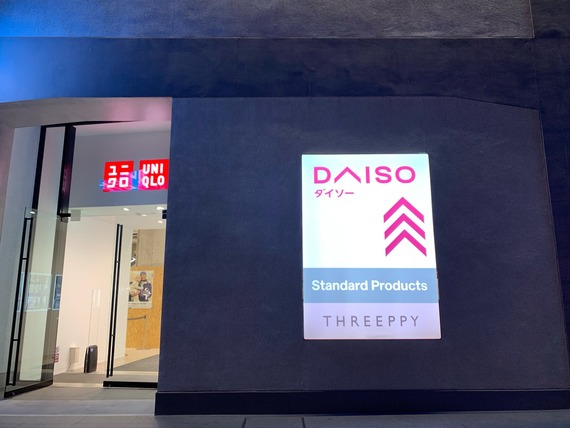 ユニ
クロ
UNI
QLO
DAISO
ダイソー
Standard Products
THREEPPY